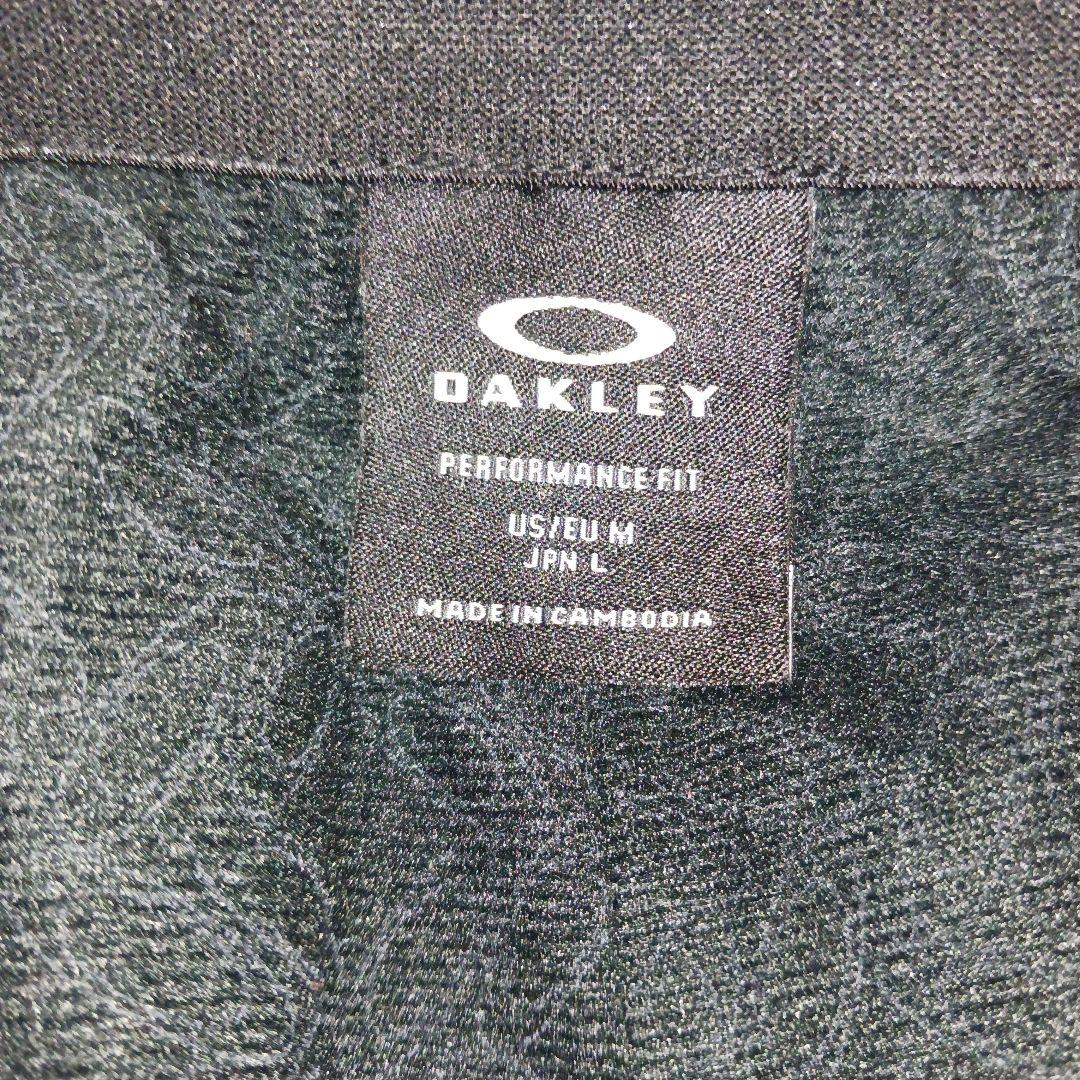 OAKLEY
PERFORMANCE FIT
US/EU M
JPN L
MADE IN CAMBODIA